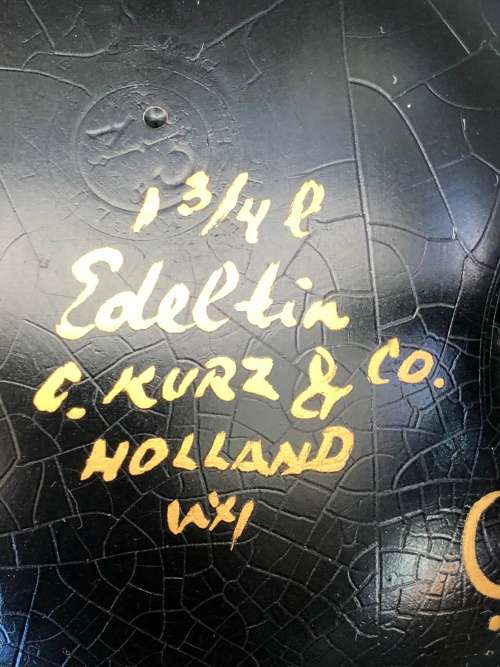 1 3/4 l
Edeltin
C. KURZ & CO.
HOLLAND